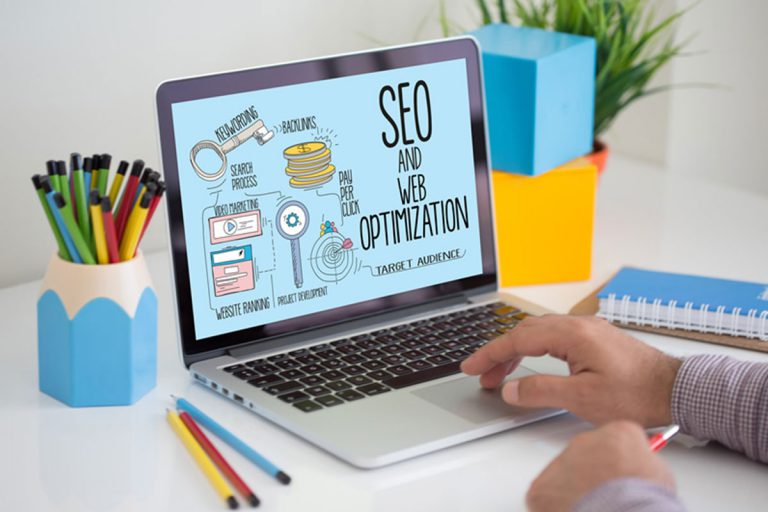 KEYWORDING
BACKLINKS
SEARCH
PROCESS
PAY
PER
CLICK
VIDEO MARKETING
WEBSITE RANKING
PROJECT DEVELOPMENT
SEO
AND
WEB
OPTIMIZATION
TARGET AUDIENCE
$